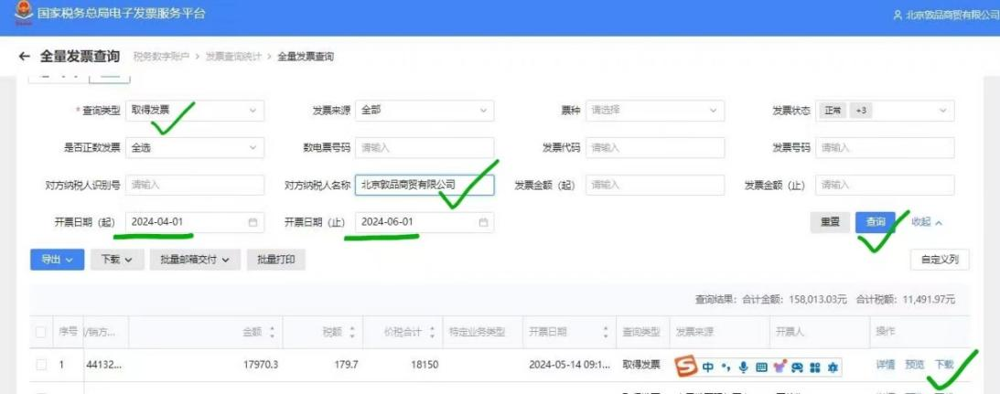 国家税务总局电子发票服务平台 北京敦品商贸有限公司
← 全量发票查询 税务数字账户 > 发票查询统计 > 全量发票查询
* 查询类型 取得发票 发票来源 全部 票种 请选择 发票状态 正常 +3
是否正数发票 全选 数电票号码 请输入 发票代码 请输入 发票号码 请输入
对方纳税人识别号 请输入 对方纳税人名称 北京敦品商贸有限公司 发票金额（起） 请输入 发票金额（止） 请输入
开票日期（起） 2024-04-01 开票日期（止） 2024-06-01 重置 查询 收起
导出 下载 批量邮箱交付 批量打印 自定义列
查询结果：合计金额：158,013.03元 合计税额：11,491.97元
序号 /销方... 金额 税额 价税合计 特定业务类型 开票日期 查询类型 发票来源 开票人 操作
1 44132... 17970.3 179.7 18150 2024-05-14 09:1... 取得发票 S 中 详情 预览 下载